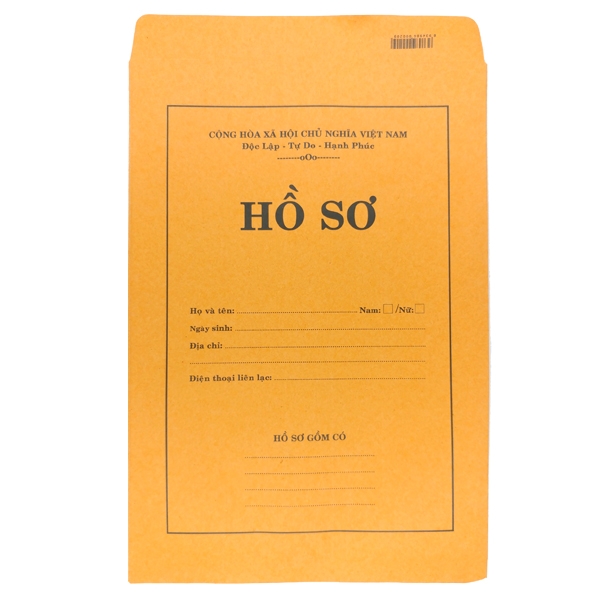 CỘNG HÒA XÃ HỘI CHỦ NGHĨA VIỆT NAM
Độc Lập - Tự Do - Hạnh Phúc
--------oOo--------
HỒ SƠ
Họ và tên: Nam: /Nữ:
Ngày sinh:
Địa chỉ:
Điện thoại liên lạc:
HỒ SƠ GỒM CÓ